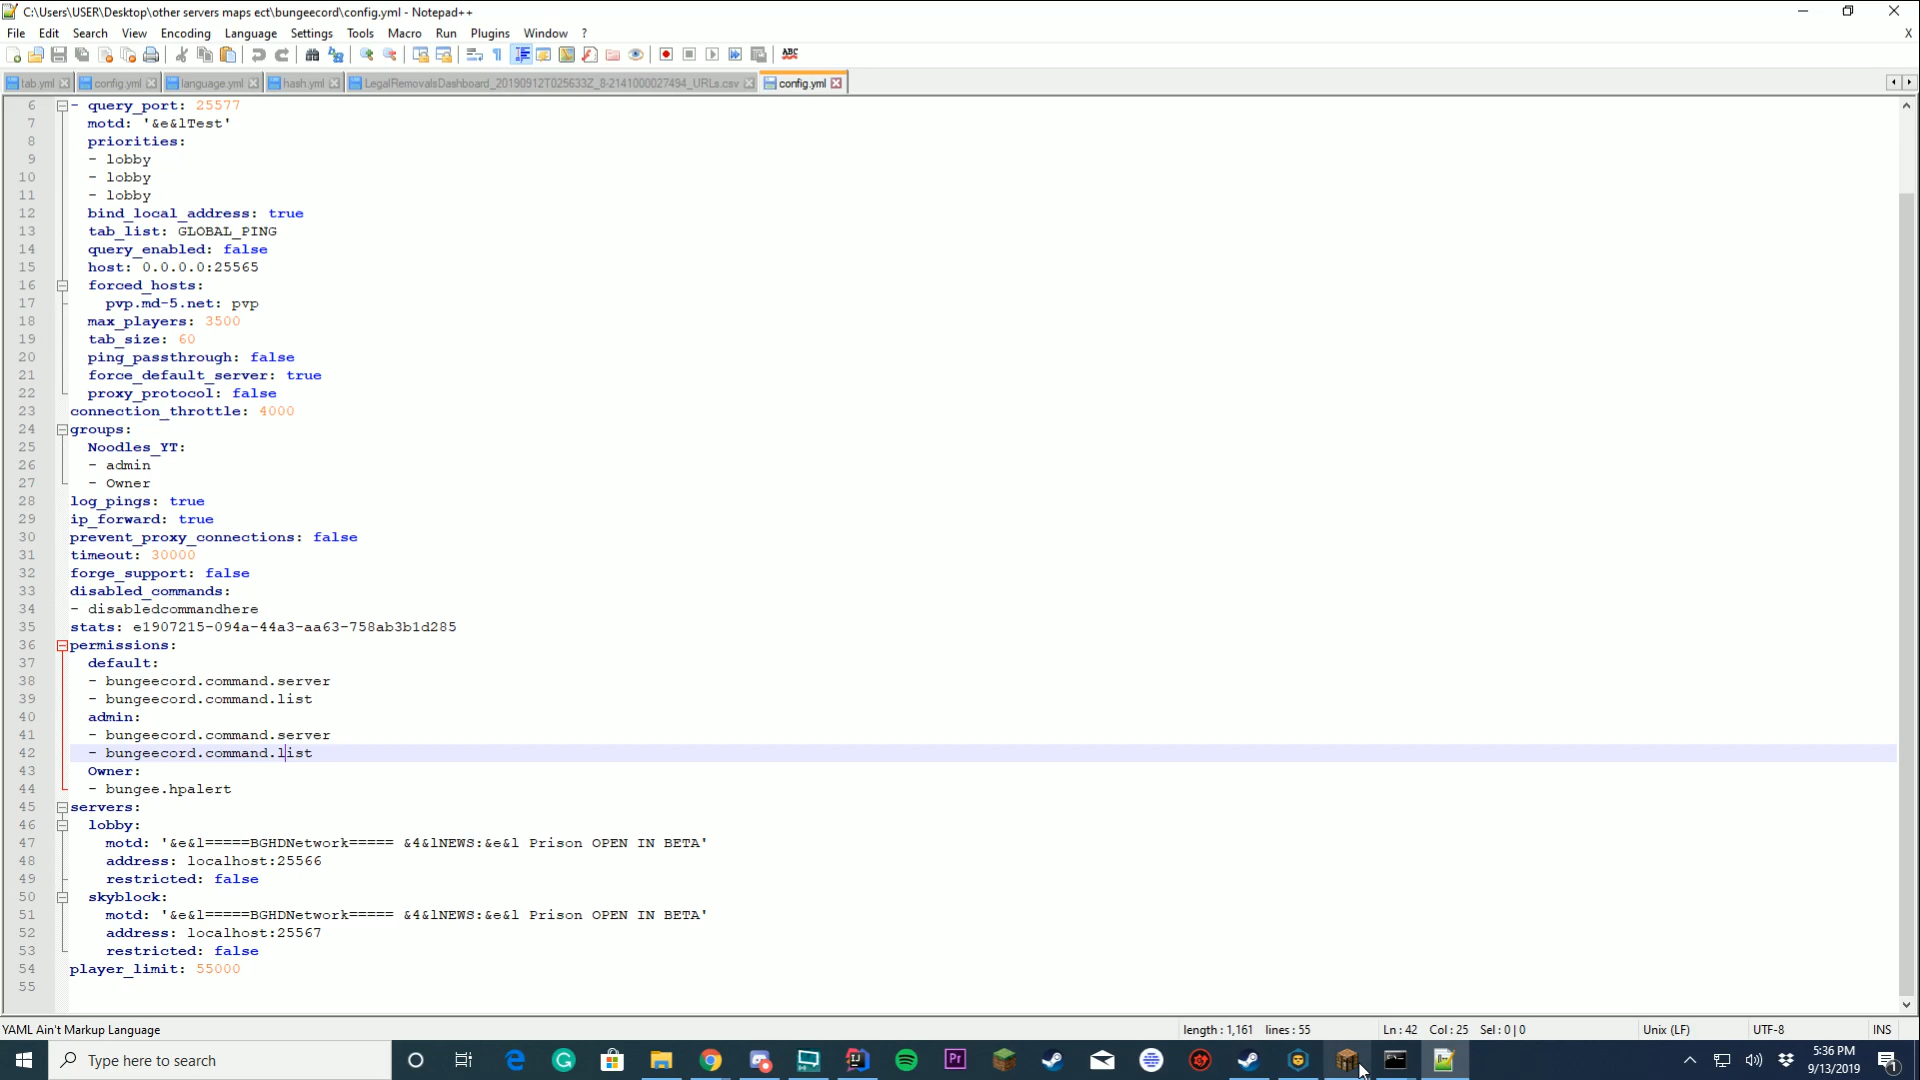 C:\Users\USER\Desktop\other servers maps ect\bungeecord\config.yml - Notepad++
File Edit Search View Encoding Language Settings Tools Macro Run Plugins Window ? X
tab.yml config.yml language.yml hash.yml LegalRemovalsDashboard_20190912T025633Z_8-2141000027494_URLs.csv config.yml
6 - query_port: 25577
7 motd: '&e&lTest'
8 priorities:
9 - lobby
10 - lobby
11 - lobby
12 bind_local_address: true
13 tab_list: GLOBAL_PING
14 query_enabled: false
15 host: 0.0.0.0:25565
16 forced_hosts:
17 pvp.md-5.net: pvp
18 max_players: 3500
19 tab_size: 60
20 ping_passthrough: false
21 force_default_server: true
22 proxy_protocol: false
23 connection_throttle: 4000
24 groups:
25 Noodles_YT:
26 - admin
27 - Owner
28 log_pings: true
29 ip_forward: true
30 prevent_proxy_connections: false
31 timeout: 30000
32 forge_support: false
33 disabled_commands:
34 - disabledcommandhere
35 stats: e1907215-094a-44a3-aa63-758ab3b1d285
36 permissions:
37 default:
38 - bungeecord.command.server
39 - bungeecord.command.list
40 admin:
41 - bungeecord.command.server
42 - bungeecord.command.list
43 Owner:
44 - bungee.hpalert
45 servers:
46 lobby:
47 motd: '&e&l=====BGHDNetwork===== &4&lNEWS:&e&l Prison OPEN IN BETA'
48 address: localhost:25566
49 restricted: false
50 skyblock:
51 motd: '&e&l=====BGHDNetwork===== &4&lNEWS:&e&l Prison OPEN IN BETA'
52 address: localhost:25567
53 restricted: false
54 player_limit: 55000
55
YAML Ain't Markup Language length : 1,161 lines : 55 Ln : 42 Col : 25 Sel : 0 | 0 Unix (LF) UTF-8 INS
Type here to search
5:36 PM
9/13/2019